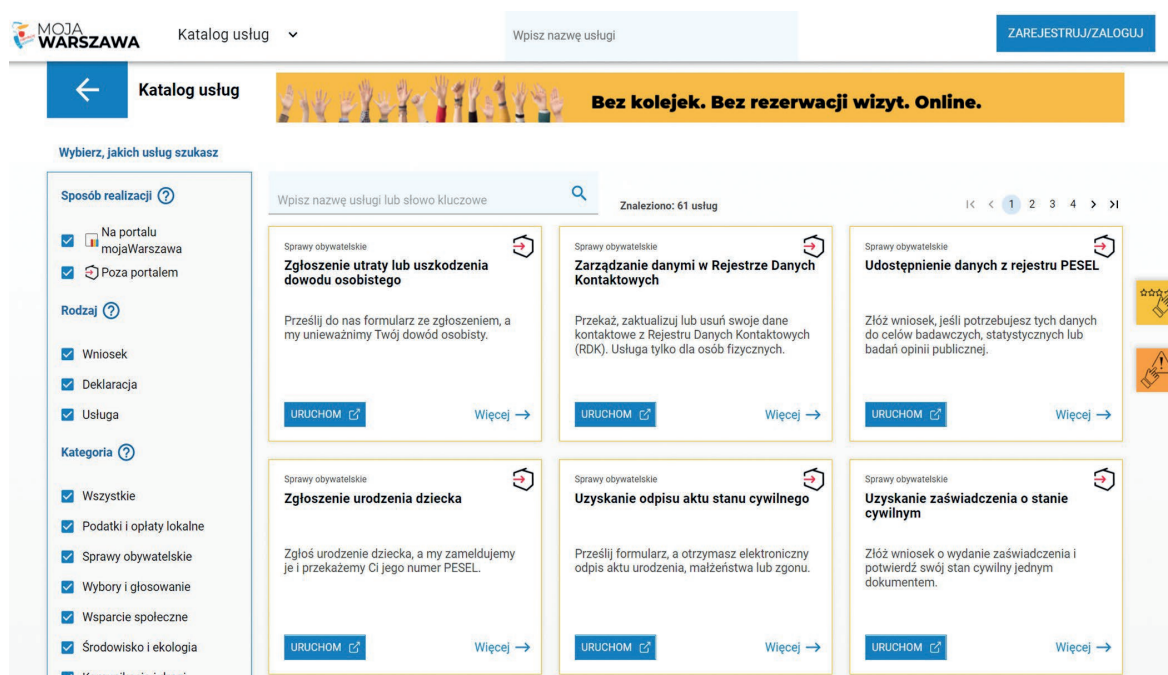 MOJA
WARSZAWA
Katalog usług
Wpisz nazwę usługi
ZAREJESTRUJ/ZALOGUJ
Katalog usług
Bez kolejek. Bez rezerwacji wizyt. Online.
Wybierz, jakich usług szukasz
Sposób realizacji ?
Na portalu
mojaWarszawa
Poza portalem
Rodzaj ?
Wniosek
Deklaracja
Usługa
Kategoria ?
Wszystkie
Podatki i opłaty lokalne
Sprawy obywatelskie
Wybory i głosowanie
Wsparcie społeczne
Środowisko i ekologia
Wpisz nazwę usługi lub słowo kluczowe
Znaleziono: 61 usług
1 2 3 4
Sprawy obywatelskie
Zgłoszenie utraty lub uszkodzenia
dowodu osobistego
Prześlij do nas formularz ze zgłoszeniem, a
my unieważnimy Twój dowód osobisty.
URUCHOM
Więcej →
Sprawy obywatelskie
Zarządzanie danymi w Rejestrze Danych
Kontaktowych
Przekaż, zaktualizuj lub usuń swoje dane
kontaktowe z Rejestru Danych Kontaktowych
(RDK). Usługa tylko dla osób fizycznych.
URUCHOM
Więcej →
Sprawy obywatelskie
Udostępnienie danych z rejestru PESEL
Złóż wniosek, jeśli potrzebujesz tych danych
do celów badawczych, statystycznych lub
badań opinii publicznej.
URUCHOM
Więcej →
Sprawy obywatelskie
Zgłoszenie urodzenia dziecka
Zgłoś urodzenie dziecka, a my zameldujemy
je i przekażemy Ci jego numer PESEL.
URUCHOM
Więcej →
Sprawy obywatelskie
Uzyskanie odpisu aktu stanu cywilnego
Prześlij formularz, a otrzymasz elektroniczny
odpis aktu urodzenia, małżeństwa lub zgonu.
URUCHOM
Więcej →
Sprawy obywatelskie
Uzyskanie zaświadczenia o stanie
cywilnym
Złóż wniosek o wydanie zaświadczenia i
potwierdź swój stan cywilny jednym
dokumentem.
URUCHOM
Więcej →